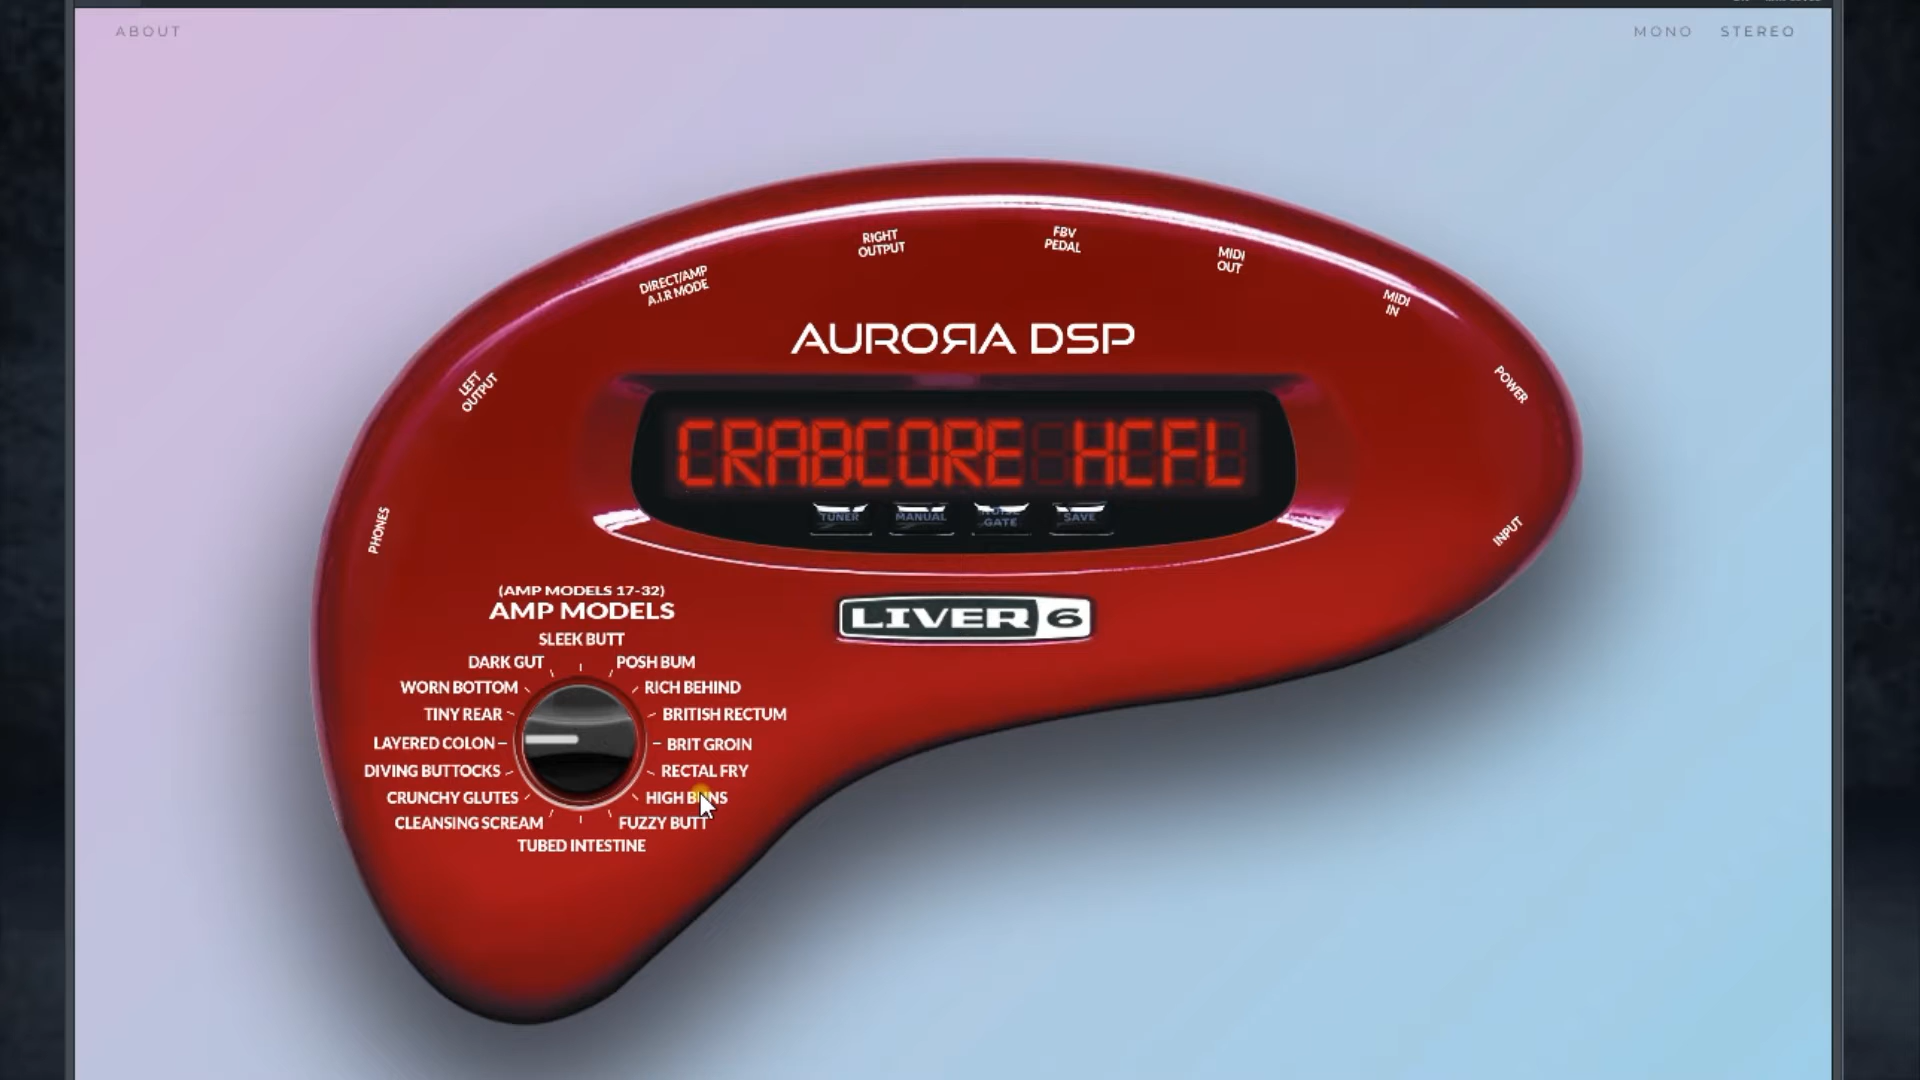 ABOUT
MONO STEREO
RIGHT
OUTPUT
FBV
PEDAL
MIDI
OUT
DIRECT/AMP
A.I.R MODE
MIDI
IN
AUROЯA DSP
LEFT
OUTPUT
POWER
CRABCORE HCFL
TUNER
MANUAL
NOISE
GATE
SAVE
PHONES
INPUT
(AMP MODELS 17-32)
AMP MODELS
LIVER 6
SLEEK BUTT
DARK GUT
POSH BUM
WORN BOTTOM
RICH BEHIND
TINY REAR
BRITISH RECTUM
LAYERED COLON
BRIT GROIN
DIVING BUTTOCKS
RECTAL FRY
CRUNCHY GLUTES
HIGH BUNS
CLEANSING SCREAM
FUZZY BUTT
TUBED INTESTINE